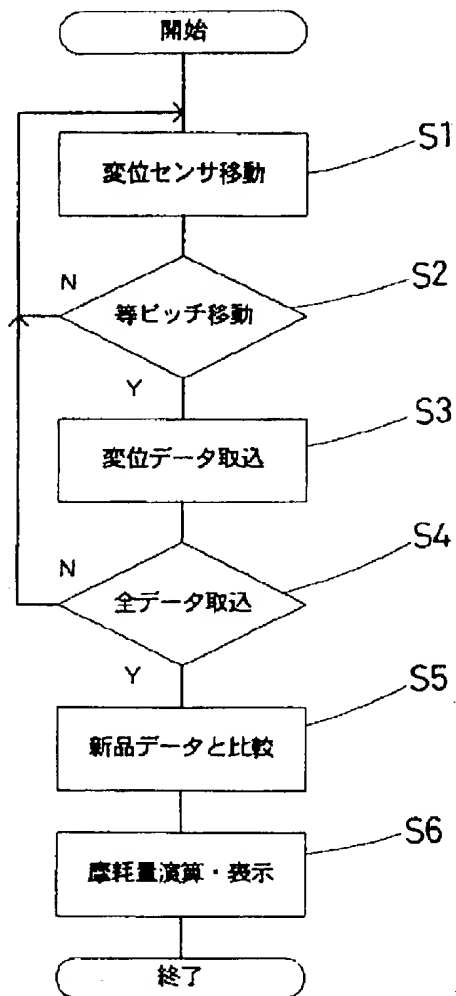 開始
S1
変位センサ移動
N
S2
等ピッチ移動
Y
S3
変位データ取込
N
S4
全データ取込
Y
S5
新品データと比較
S6
摩耗量演算・表示
終了